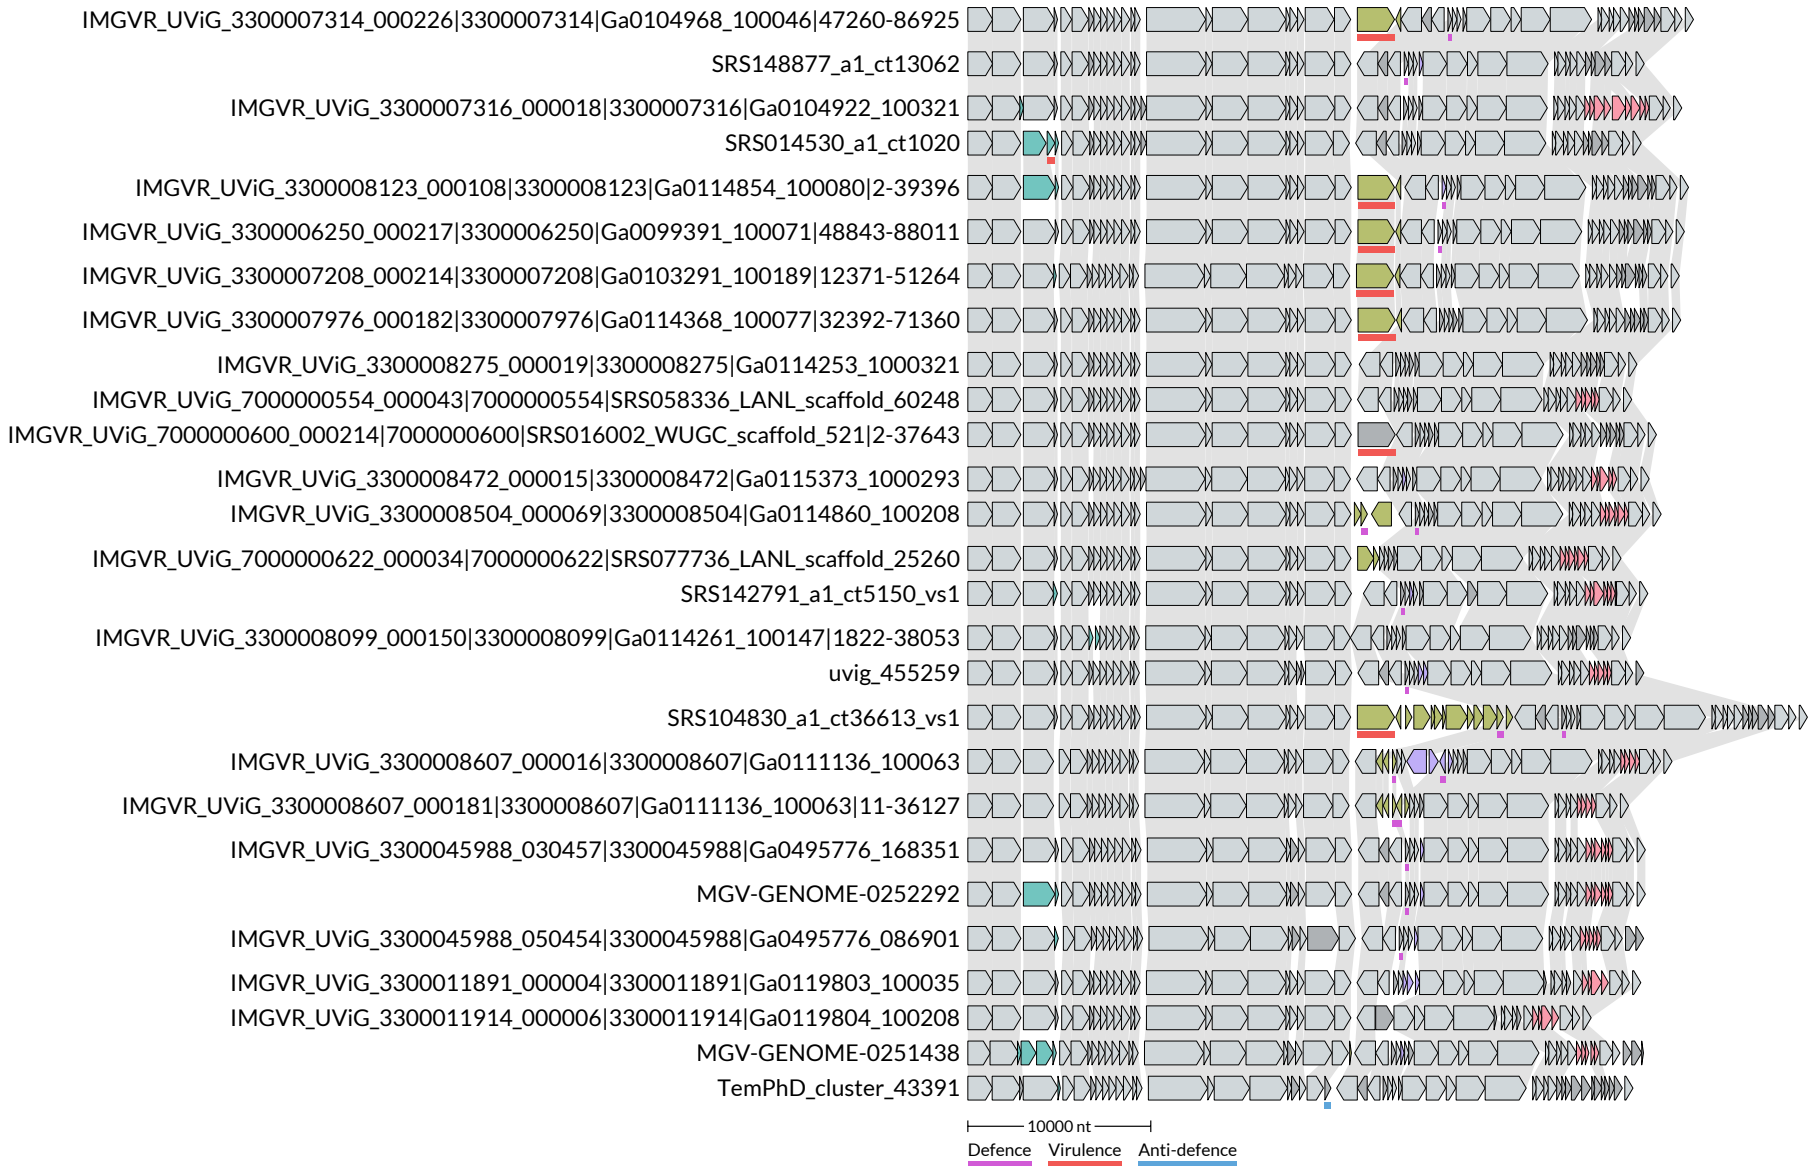 IMGVR_UViG_3300007314_000226|3300007314|Ga0104968_100046|47260-86925
SRS148877_a1_ct13062
IMGVR_UViG_3300007316_000018|3300007316|Ga0104922_100321
SRS014530_a1_ct1020
IMGVR_UViG_3300008123_000108|3300008123|Ga0114854_100080|2-39396
IMGVR_UViG_3300006250_000217|3300006250|Ga0099391_100071|48843-88011
IMGVR_UViG_3300007208_000214|3300007208|Ga0103291_100189|12371-51264
IMGVR_UViG_3300007976_000182|3300007976|Ga0114368_100077|32392-71360
IMGVR_UViG_3300008275_000019|3300008275|Ga0114253_1000321
IMGVR_UViG_7000000554_000043|7000000554|SRS058336_LANL_scaffold_60248
IMGVR_UViG_7000000600_000214|7000000600|SRS016002_WUGC_scaffold_521|2-37643
IMGVR_UViG_3300008472_000015|3300008472|Ga0115373_1000293
IMGVR_UViG_3300008504_000069|3300008504|Ga0114860_100208
IMGVR_UViG_7000000622_000034|7000000622|SRS077736_LANL_scaffold_25260
SRS142791_a1_ct5150_vs1
IMGVR_UViG_3300008099_000150|3300008099|Ga0114261_100147|1822-38053
uvig_455259
SRS104830_a1_ct36613_vs1
IMGVR_UViG_3300008607_000016|3300008607|Ga0111136_100063
IMGVR_UViG_3300008607_000181|3300008607|Ga0111136_100063|11-36127
IMGVR_UViG_3300045988_030457|3300045988|Ga0495776_168351
MGV-GENOME-0252292
IMGVR_UViG_3300045988_050454|3300045988|Ga0495776_086901
IMGVR_UViG_3300011891_000004|3300011891|Ga0119803_100035
IMGVR_UViG_3300011914_000006|3300011914|Ga0119804_100208
MGV-GENOME-0251438
TemPhD_cluster_43391
10000 nt
Defence Virulence Anti-defence